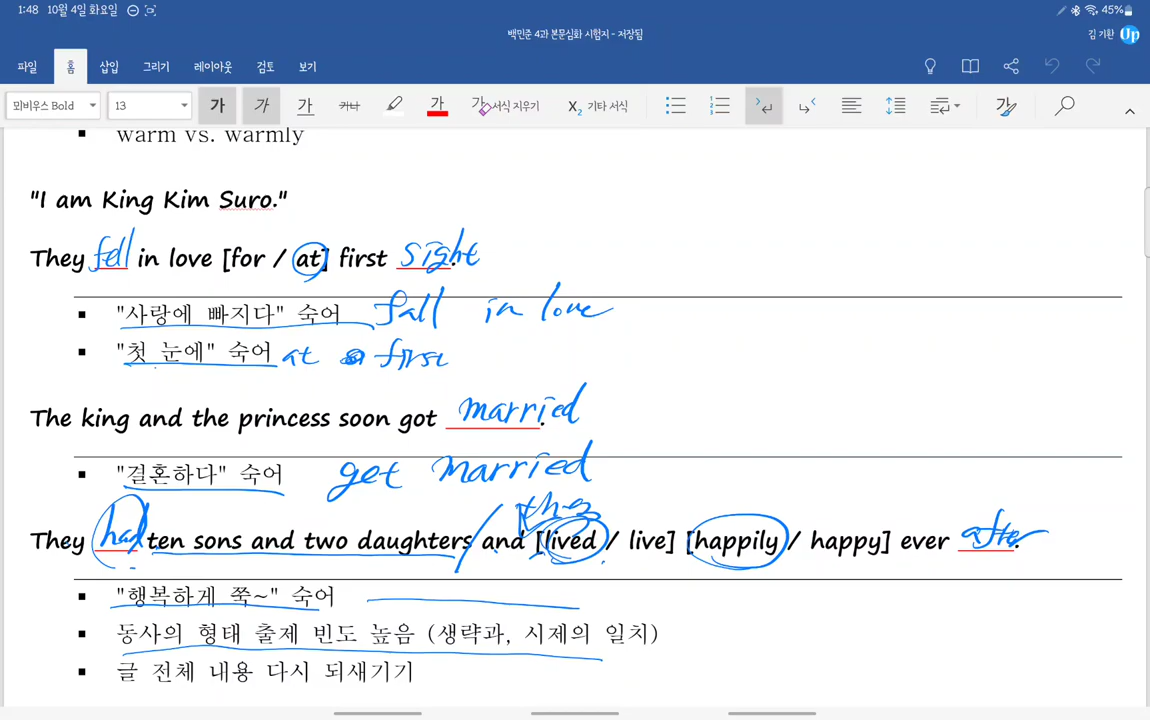 1:48 10월 4일 화요일 45%
백민준 4과 본문심화 시험지 - 저장됨
김 기환 Up
파일 홈 삽입 그리기 레이아웃 검토 보기
뫼비우스 Bold 13 가 가 가 가나 가 가 서식 지우기 X₂ 기타 서식 가
▪ warm vs. warmly
"I am King Kim Suro."
They fell in love [for / at] first sight.
▪ "사랑에 빠지다" 숙어 fall in love
▪ "첫 눈에" 숙어 at first
The king and the princess soon got married.
▪ "결혼하다" 숙어 get married
They had ten sons and two daughters / and [lived / live] [happily / happy] ever after.
▪ "행복하게 쭉~" 숙어
▪ 동사의 형태 출제 빈도 높음 (생략과, 시제의 일치)
▪ 글 전체 내용 다시 되새기기